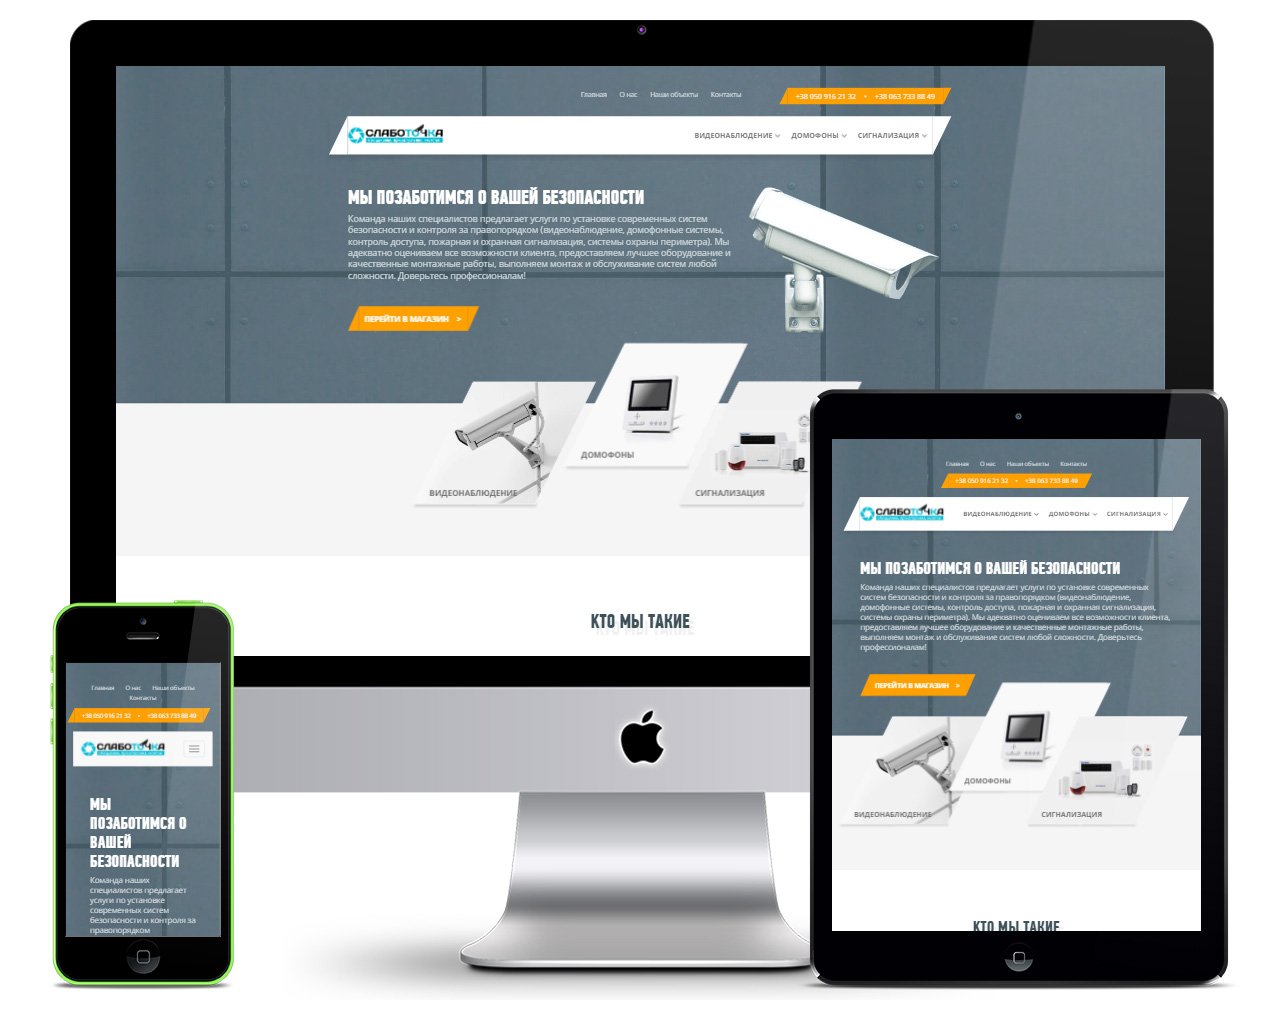 Главная О нас Наши объекты Контакты
+38 050 916 21 32 • +38 063 733 88 49
СЛАБОТОЧКА
ВИДЕОНАБЛЮДЕНИЕ ДОМОФОНЫ СИГНАЛИЗАЦИЯ
МЫ ПОЗАБОТИМСЯ О ВАШЕЙ БЕЗОПАСНОСТИ
Команда наших специалистов предлагает услуги по установке современных систем
безопасности и контроля за правопорядком (видеонаблюдение, домофонные системы,
контроль доступа, пожарная и охранная сигнализация, системы охраны периметра). Мы
адекватно оцениваем все возможности клиента, предоставляем лучшее оборудование и
качественные монтажные работы, выполняем монтаж и обслуживание систем любой
сложности. Доверьтесь профессионалам!
ПЕРЕЙТИ В МАГАЗИН >
ДОМОФОНЫ
ВИДЕОНАБЛЮДЕНИЕ
СИГНАЛИЗАЦИЯ
КТО МЫ ТАКИЕ
КТО МЫ ТАКИЕ
Главная О нас Наши объекты Контакты
+38 050 916 21 32 • +38 063 733 88 49
СЛАБОТОЧКА
ВИДЕОНАБЛЮДЕНИЕ ДОМОФОНЫ СИГНАЛИЗАЦИЯ
МЫ ПОЗАБОТИМСЯ О ВАШЕЙ БЕЗОПАСНОСТИ
Команда наших специалистов предлагает услуги по установке современных
систем безопасности и контроля за правопорядком (видеонаблюдение,
домофонные системы, контроль доступа, пожарная и охранная сигнализация,
системы охраны периметра). Мы адекватно оцениваем все возможности клиента,
предоставляем лучшее оборудование и качественные монтажные работы,
выполняем монтаж и обслуживание систем любой сложности. Доверьтесь
профессионалам!
ПЕРЕЙТИ В МАГАЗИН >
ДОМОФОНЫ
ВИДЕОНАБЛЮДЕНИЕ
СИГНАЛИЗАЦИЯ
КТО МЫ ТАКИЕ
Главная О нас Наши объекты
Контакты
+38 050 916 21 32 • +38 063 733 88 49
СЛАБОТОЧКА
МЫ
ПОЗАБОТИМСЯ О
ВАШЕЙ
БЕЗОПАСНОСТИ
Команда наших
специалистов предлагает
услуги по установке
современных систем
безопасности и контроля за
правопорядком